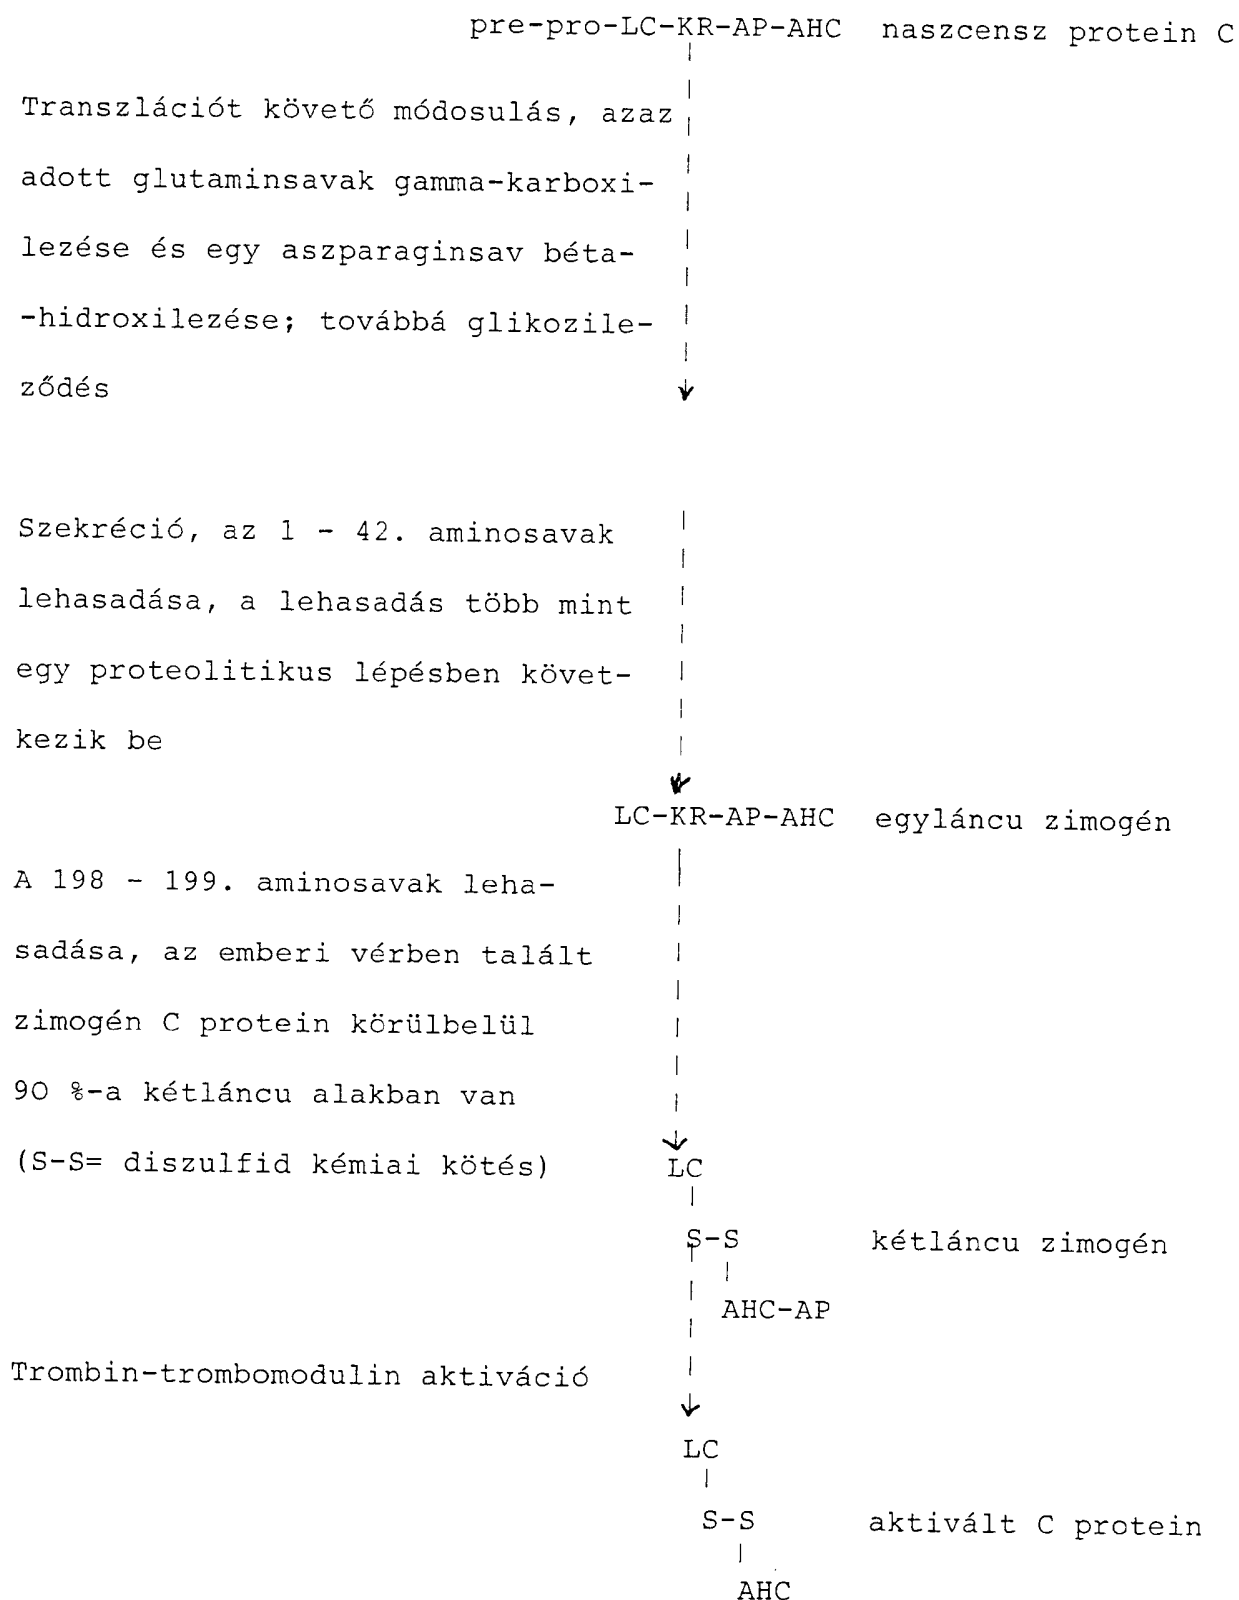 pre-pro-LC-KR-AP-AHC naszcensz protein C
Transzlációt követő módosulás, azaz
adott glutaminsavak gamma-karboxi-
lezése és egy aszparaginsav béta-
-hidroxilezése; továbbá glikozile-
ződés
Szekréció, az 1 - 42. aminosavak
lehasadása, a lehasadás több mint
egy proteolitikus lépésben követ-
kezik be
LC-KR-AP-AHC egyláncu zimogén
A 198 - 199. aminosavak leha-
sadása, az emberi vérben talált
zimogén C protein körülbelül
90 %-a kétláncu alakban van
(S-S= diszulfid kémiai kötés) LC
S-S kétláncu zimogén
AHC-AP
Trombin-trombomodulin aktiváció
LC
S-S aktivált C protein
AHC